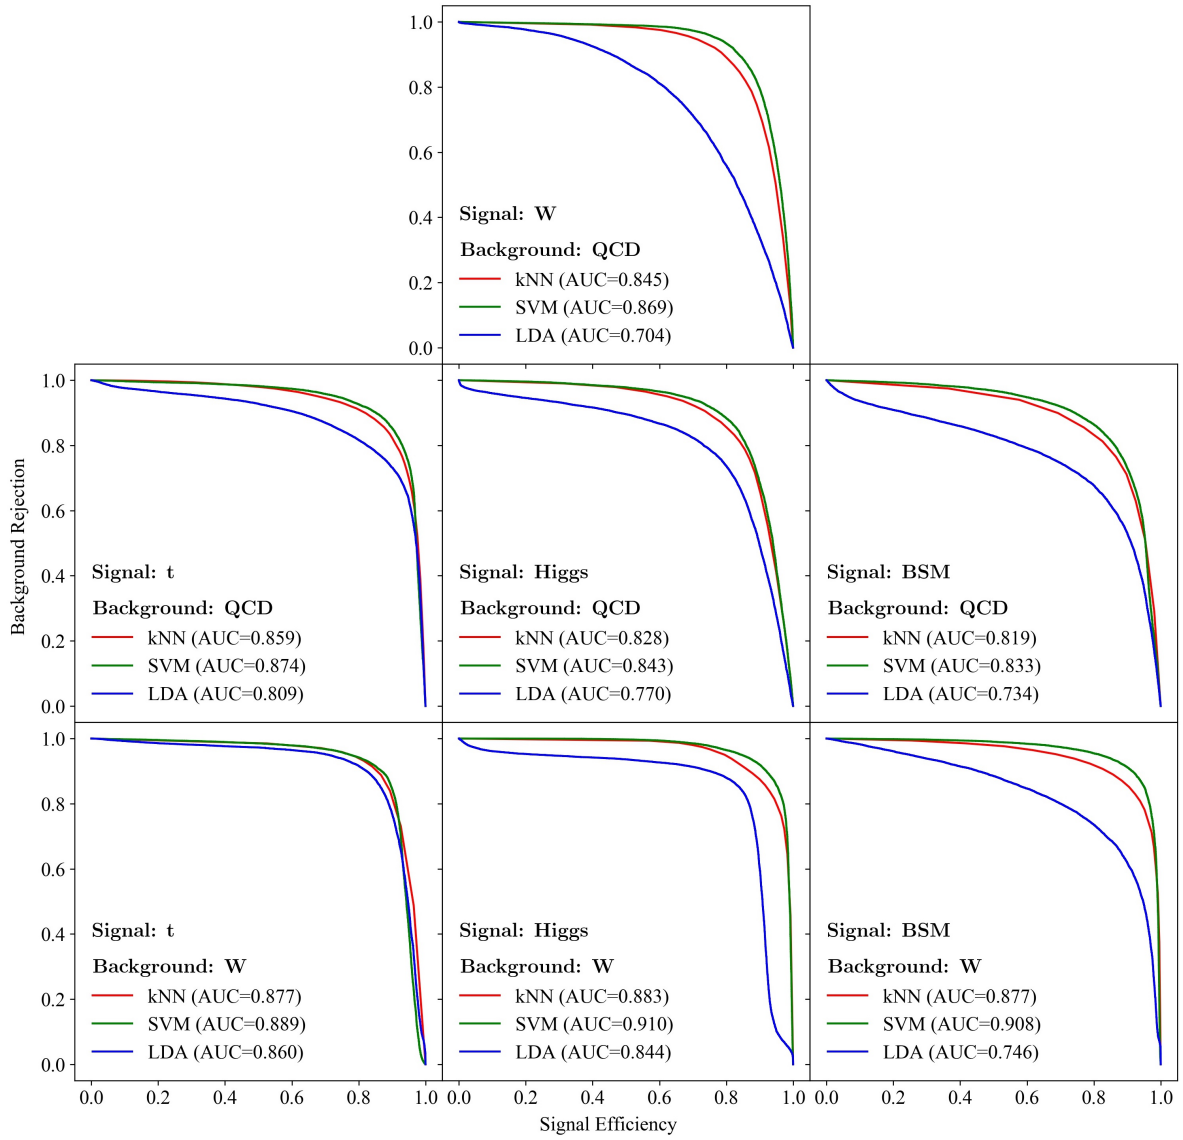 1.0
0.8
0.6
0.4
0.2
0.0
Signal: W
Background: QCD
kNN (AUC=0.845)
SVM (AUC=0.869)
LDA (AUC=0.704)
Background Rejection
1.0
0.8
0.6
0.4
0.2
0.0
Signal: t
Background: QCD
kNN (AUC=0.859)
SVM (AUC=0.874)
LDA (AUC=0.809)
Signal: Higgs
Background: QCD
kNN (AUC=0.828)
SVM (AUC=0.843)
LDA (AUC=0.770)
Signal: BSM
Background: QCD
kNN (AUC=0.819)
SVM (AUC=0.833)
LDA (AUC=0.734)
1.0
0.8
0.6
0.4
0.2
0.0
Signal: t
Background: W
kNN (AUC=0.877)
SVM (AUC=0.889)
LDA (AUC=0.860)
Signal: Higgs
Background: W
kNN (AUC=0.883)
SVM (AUC=0.910)
LDA (AUC=0.844)
Signal: BSM
Background: W
kNN (AUC=0.877)
SVM (AUC=0.908)
LDA (AUC=0.746)
0.0 0.2 0.4 0.6 0.8 1.0 0.0 0.2 0.4 0.6 0.8 1.0 0.0 0.2 0.4 0.6 0.8 1.0
Signal Efficiency